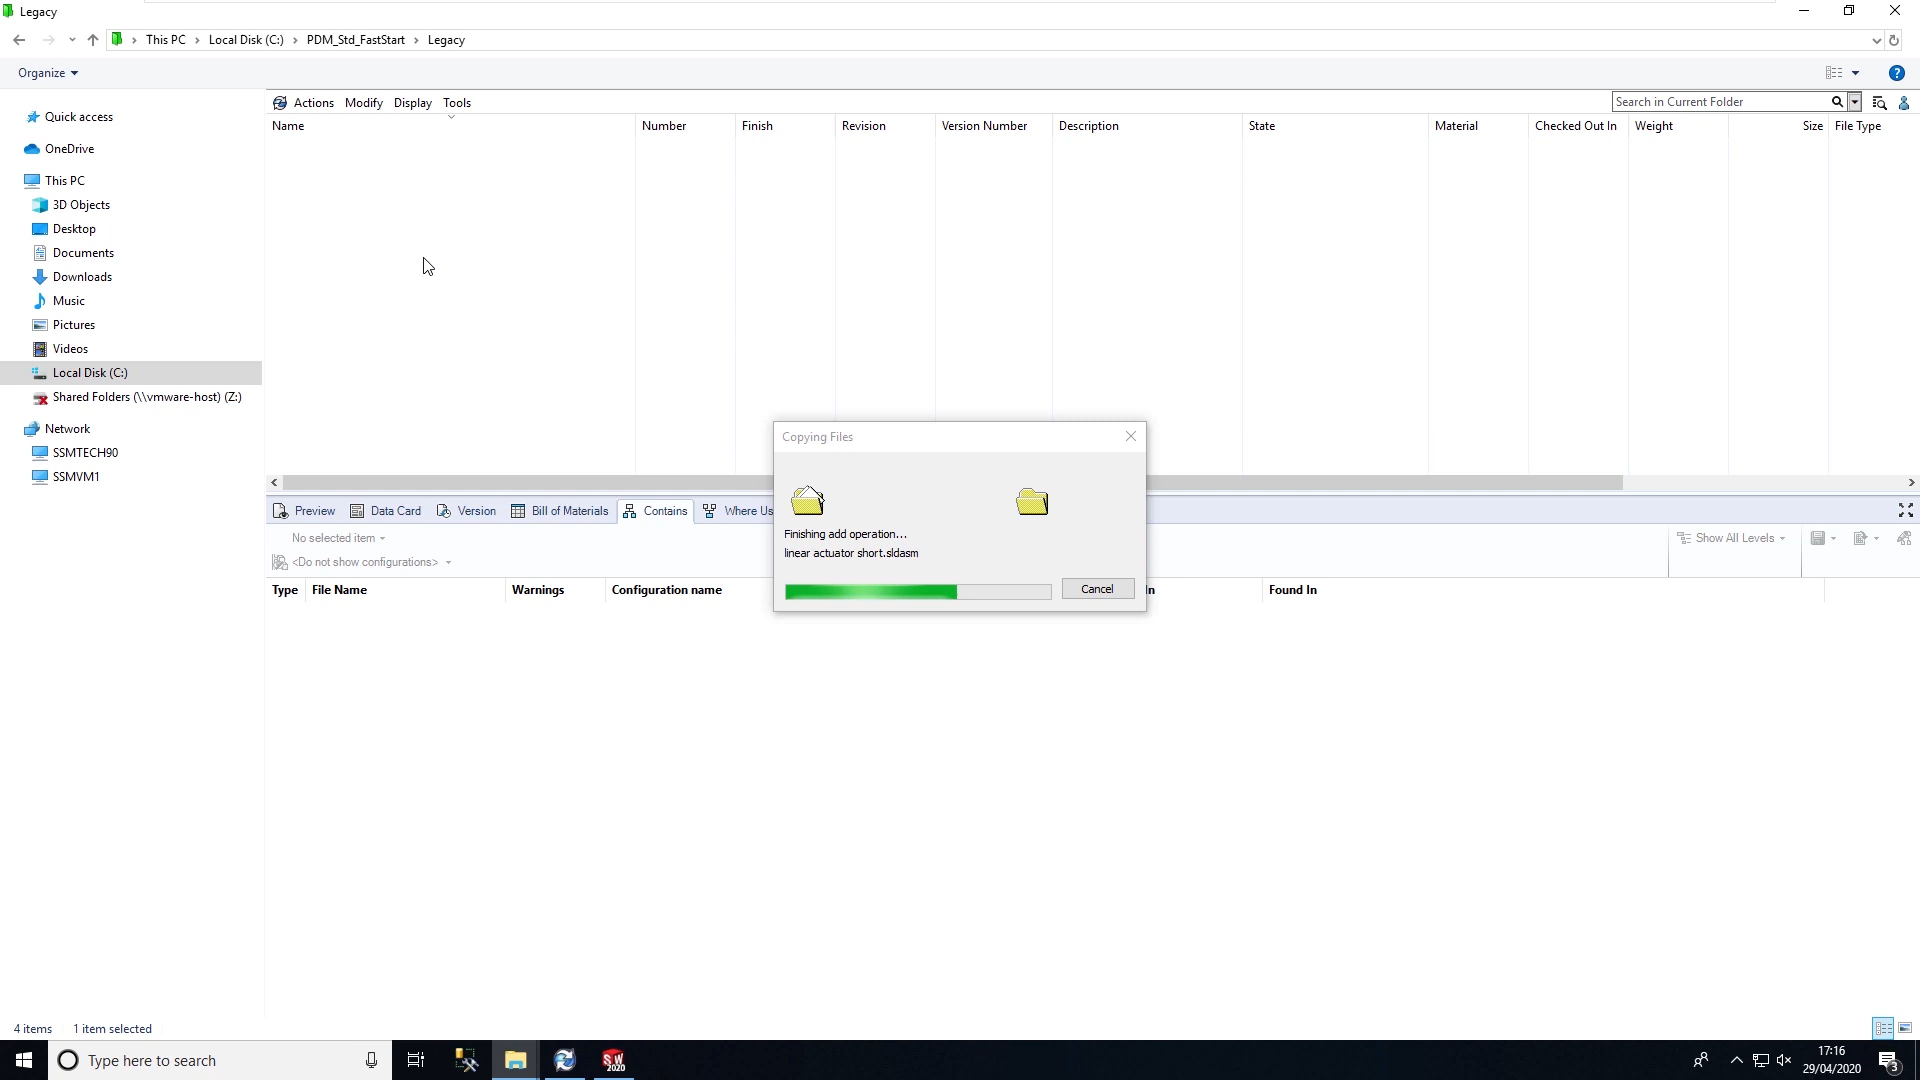 Legacy
This PC > Local Disk (C:) > PDM_Std_FastStart > Legacy
Organize
Quick access
OneDrive
This PC
3D Objects
Desktop
Documents
Downloads
Music
Pictures
Videos
Local Disk (C:)
Shared Folders (\\vmware-host) (Z:)
Network
SSMTECH90
SSMVM1
Actions Modify Display Tools
Search in Current Folder
Name Number Finish Revision Version Number Description State Material Checked Out In Weight Size File Type
Copying Files
Finishing add operation...
linear actuator short.sldasm
Cancel
Preview Data Card Version Bill of Materials Contains Where Us
No selected item
Show All Levels
<Do not show configurations>
Type File Name Warnings Configuration name In Found In
4 items 1 item selected
Type here to search
SW 2020
17:16
29/04/2020
3